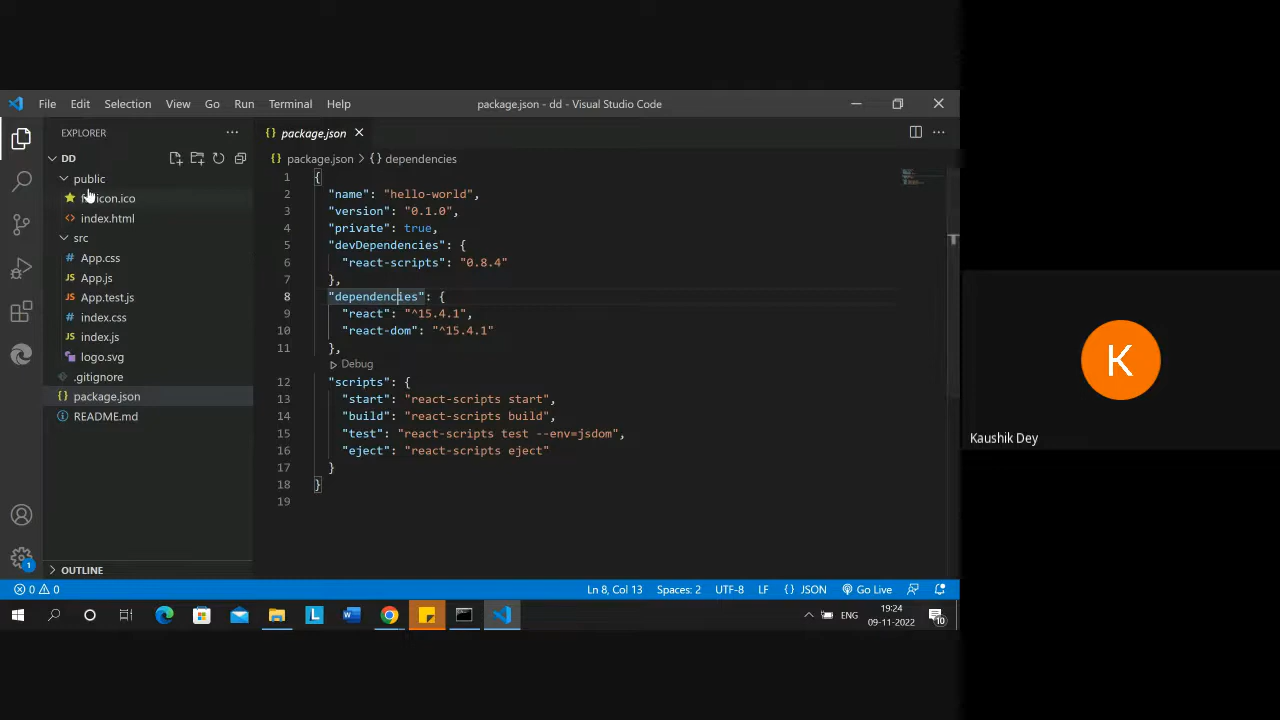 File Edit Selection View Go Run Terminal Help
package.json - dd - Visual Studio Code
EXPLORER
DD
public
favicon.ico
index.html
src
App.css
App.js
App.test.js
index.css
index.js
logo.svg
.gitignore
package.json
README.md
OUTLINE
{} package.json
{} package.json > {} dependencies
1 {
2 "name": "hello-world",
3 "version": "0.1.0",
4 "private": true,
5 "devDependencies": {
6 "react-scripts": "0.8.4"
7 },
8 "dependencies": {
9 "react": "^15.4.1",
10 "react-dom": "^15.4.1"
11 },
Debug
12 "scripts": {
13 "start": "react-scripts start",
14 "build": "react-scripts build",
15 "test": "react-scripts test --env=jsdom",
16 "eject": "react-scripts eject"
17 }
18 }
19
K
Kaushik Dey
1
0 0
Ln 8, Col 13 Spaces: 2 UTF-8 LF {} JSON Go Live
ENG
19:24
09-11-2022
10